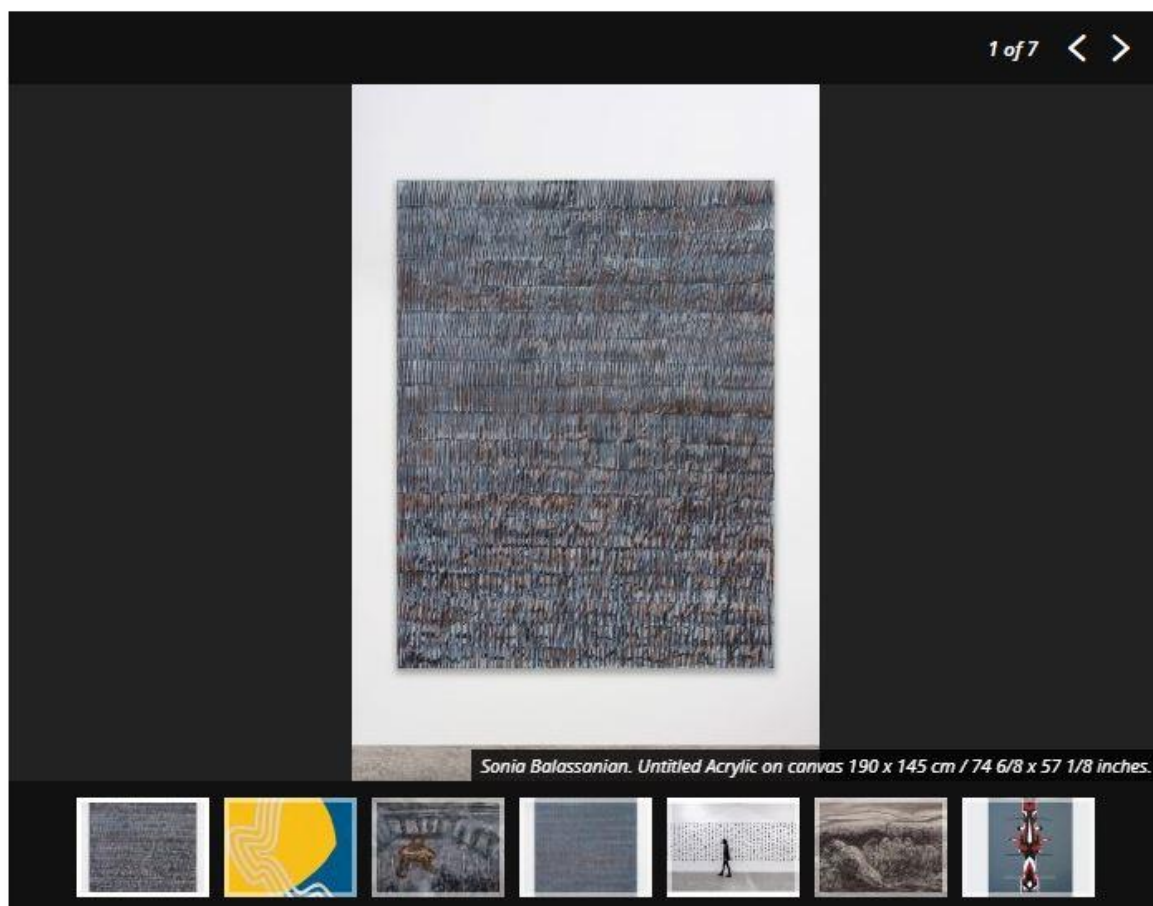 1 of 7
Sonia Balassanian. Untitled Acrylic on canvas 190 x 145 cm / 74 6/8 x 57 1/8 inches.